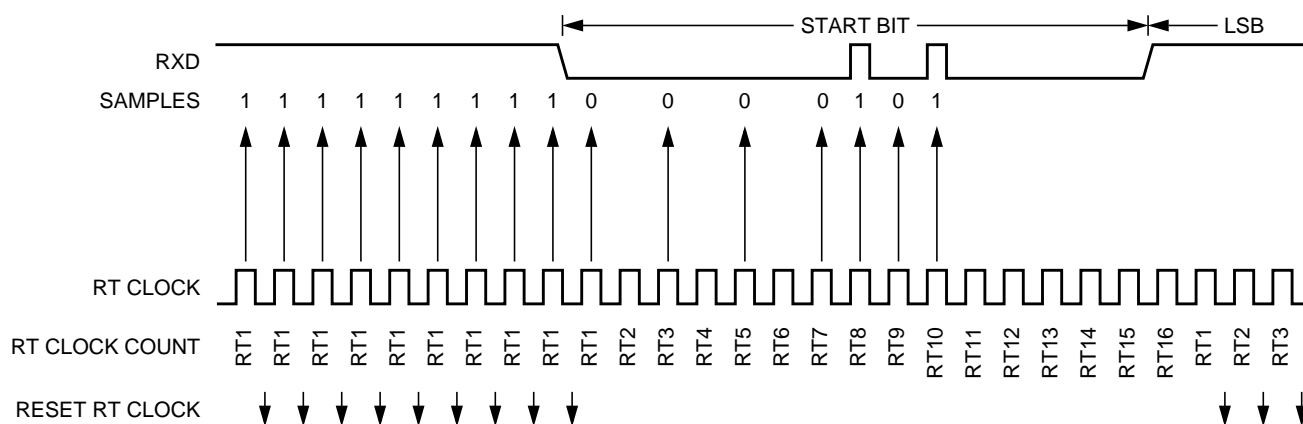 START BIT LSB
RXD
SAMPLES 1 1 1 1 1 1 1 1 1 0 0 0 0 1 0 1
RT CLOCK
RT CLOCK COUNT RT1 RT1 RT1 RT1 RT1 RT1 RT1 RT1 RT1 RT1 RT2 RT3 RT4 RT5 RT6 RT7 RT8 RT9 RT10 RT11 RT12 RT13 RT14 RT15 RT16 RT1 RT2 RT3
RESET RT CLOCK